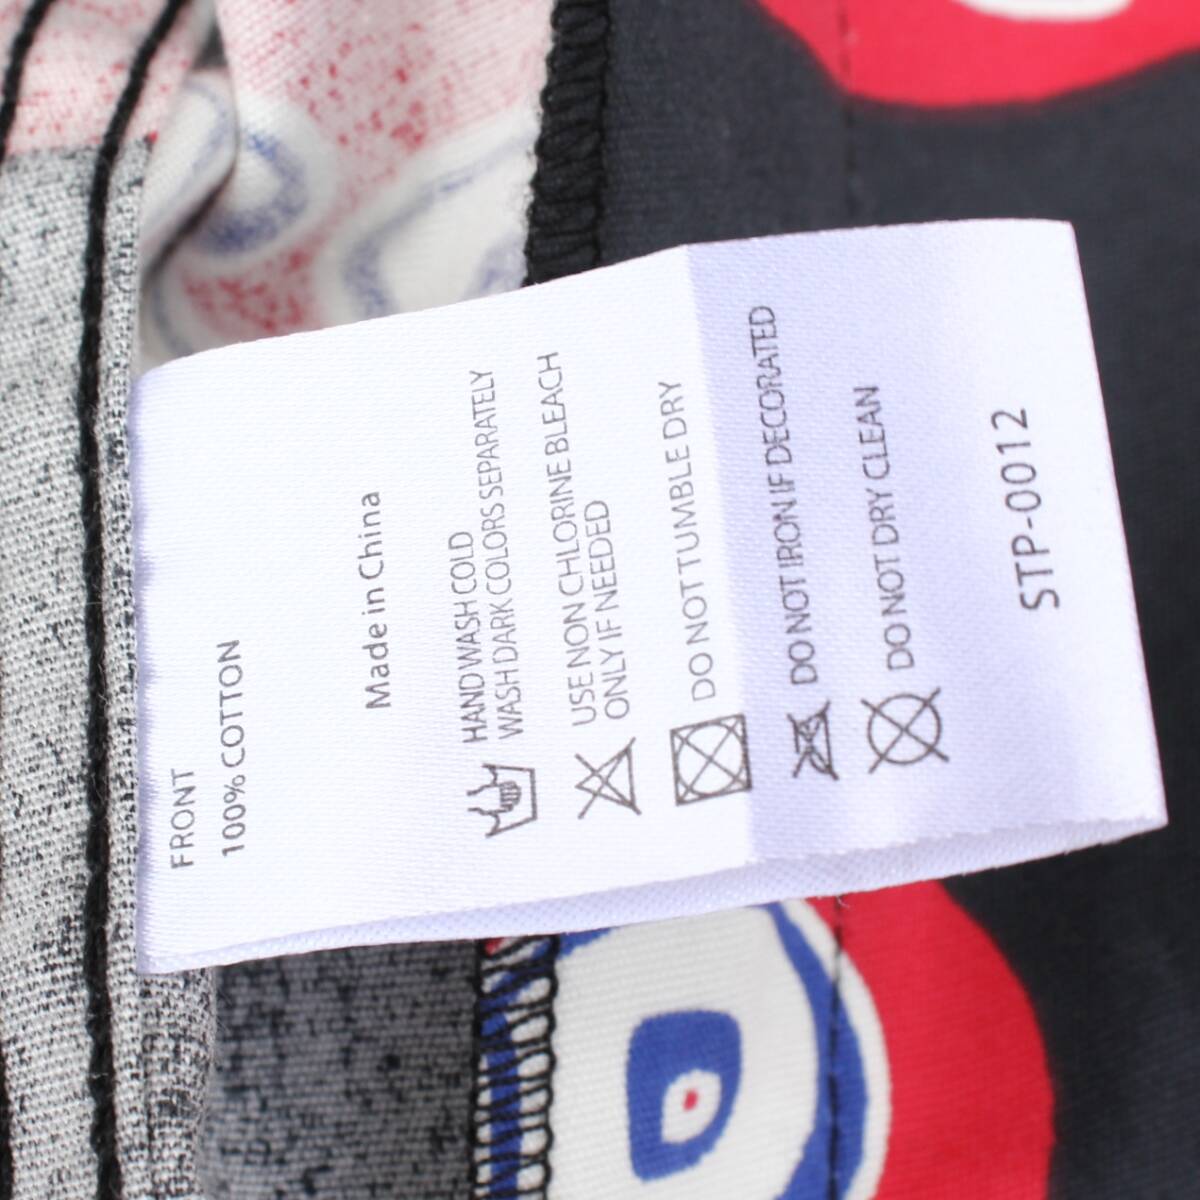 FRONT
100% COTTON
Made in China
HAND WASH COLD
WASH DARK COLORS SEPARATELY
USE NON CHLORINE BLEACH
ONLY IF NEEDED
DO NOT TUMBLE DRY
DO NOT IRON IF DECORATED
DO NOT DRY CLEAN
STP-0012